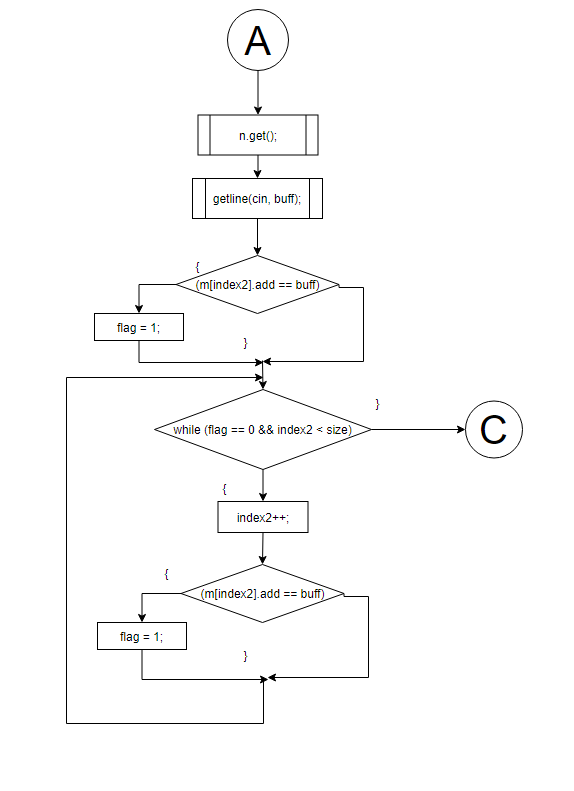 A
n.get();
getline(cin, buff);
{
(m[index2].add == buff)
flag = 1;
}
}
while (flag == 0 && index2 < size)
C
{
index2++;
{
(m[index2].add == buff)
flag = 1;
}